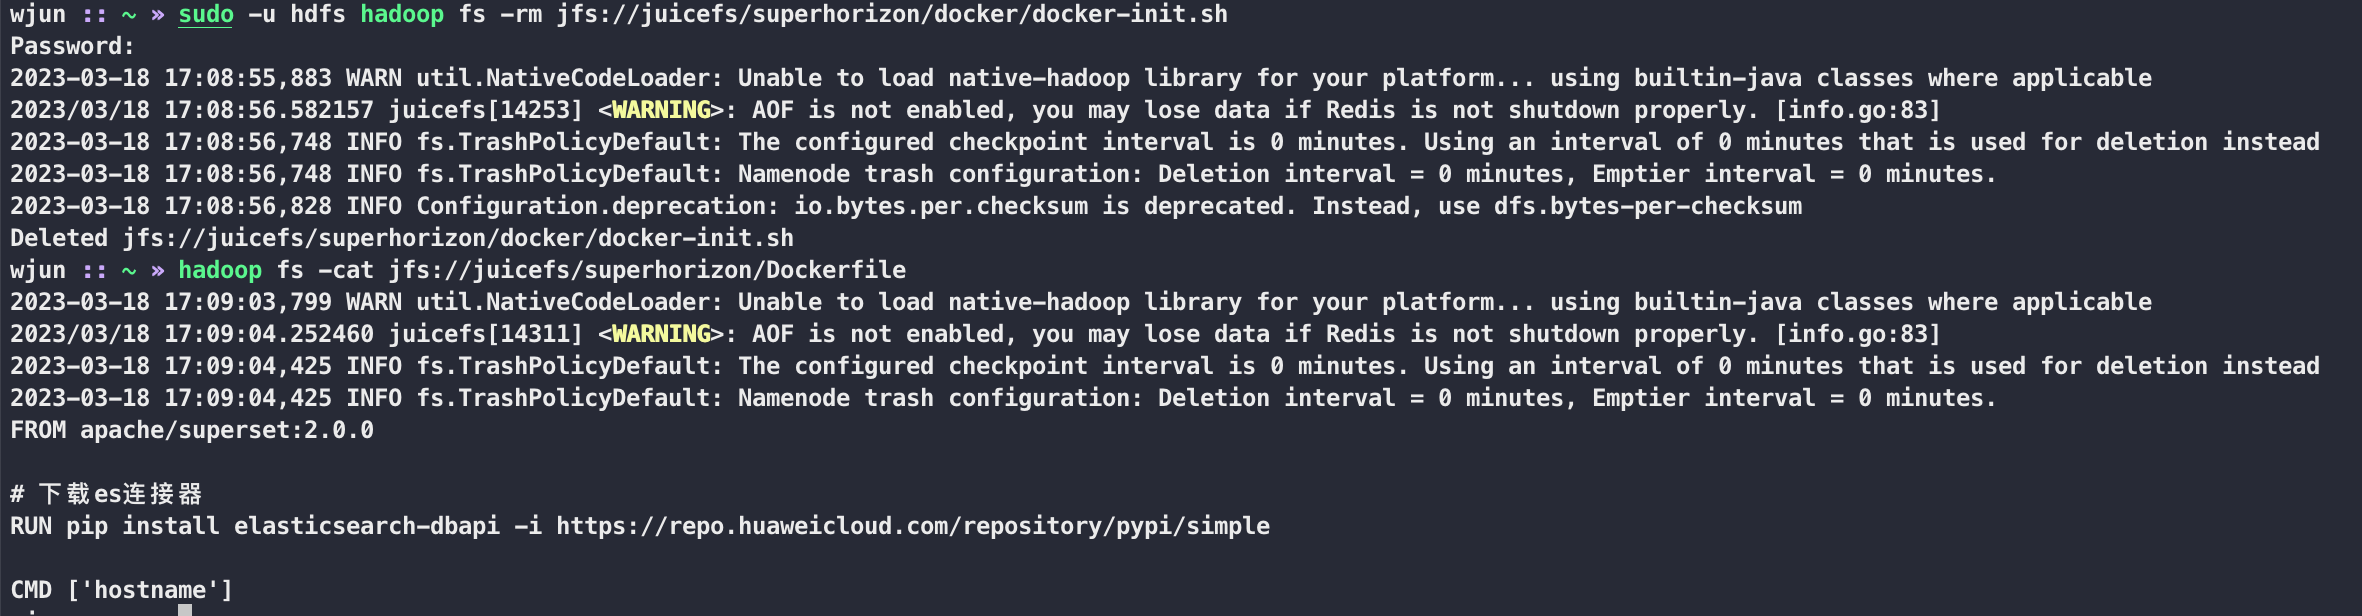 wjun :: ~ » sudo -u hdfs hadoop fs -rm jfs://juicefs/superhorizon/docker/docker-init.sh
Password:
2023-03-18 17:08:55,883 WARN util.NativeCodeLoader: Unable to load native-hadoop library for your platform... using builtin-java classes where applicable
2023/03/18 17:08:56.582157 juicefs[14253] <WARNING>: AOF is not enabled, you may lose data if Redis is not shutdown properly. [info.go:83]
2023-03-18 17:08:56,748 INFO fs.TrashPolicyDefault: The configured checkpoint interval is 0 minutes. Using an interval of 0 minutes that is used for deletion instead
2023-03-18 17:08:56,748 INFO fs.TrashPolicyDefault: Namenode trash configuration: Deletion interval = 0 minutes, Emptier interval = 0 minutes.
2023-03-18 17:08:56,828 INFO Configuration.deprecation: io.bytes.per.checksum is deprecated. Instead, use dfs.bytes-per-checksum
Deleted jfs://juicefs/superhorizon/docker/docker-init.sh
wjun :: ~ » hadoop fs -cat jfs://juicefs/superhorizon/Dockerfile
2023-03-18 17:09:03,799 WARN util.NativeCodeLoader: Unable to load native-hadoop library for your platform... using builtin-java classes where applicable
2023/03/18 17:09:04.252460 juicefs[14311] <WARNING>: AOF is not enabled, you may lose data if Redis is not shutdown properly. [info.go:83]
2023-03-18 17:09:04,425 INFO fs.TrashPolicyDefault: The configured checkpoint interval is 0 minutes. Using an interval of 0 minutes that is used for deletion instead
2023-03-18 17:09:04,425 INFO fs.TrashPolicyDefault: Namenode trash configuration: Deletion interval = 0 minutes, Emptier interval = 0 minutes.
FROM apache/superset:2.0.0
# 下载es连接器
RUN pip install elasticsearch-dbapi -i https://repo.huaweicloud.com/repository/pypi/simple
CMD ['hostname']